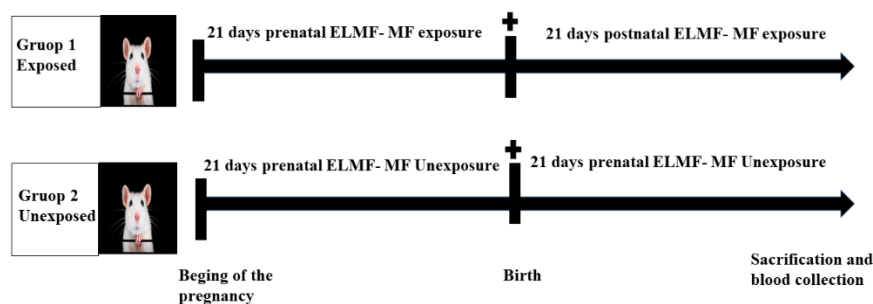 Gruop 1
Exposed
21 days prenatal ELMF- MF exposure
21 days postnatal ELMF- MF exposure
Gruop 2
Unexposed
21 days prenatal ELMF- MF Unexposure
21 days prenatal ELMF- MF Unexposure
Beging of the
pregnancy
Birth
Sacrification and
blood collection